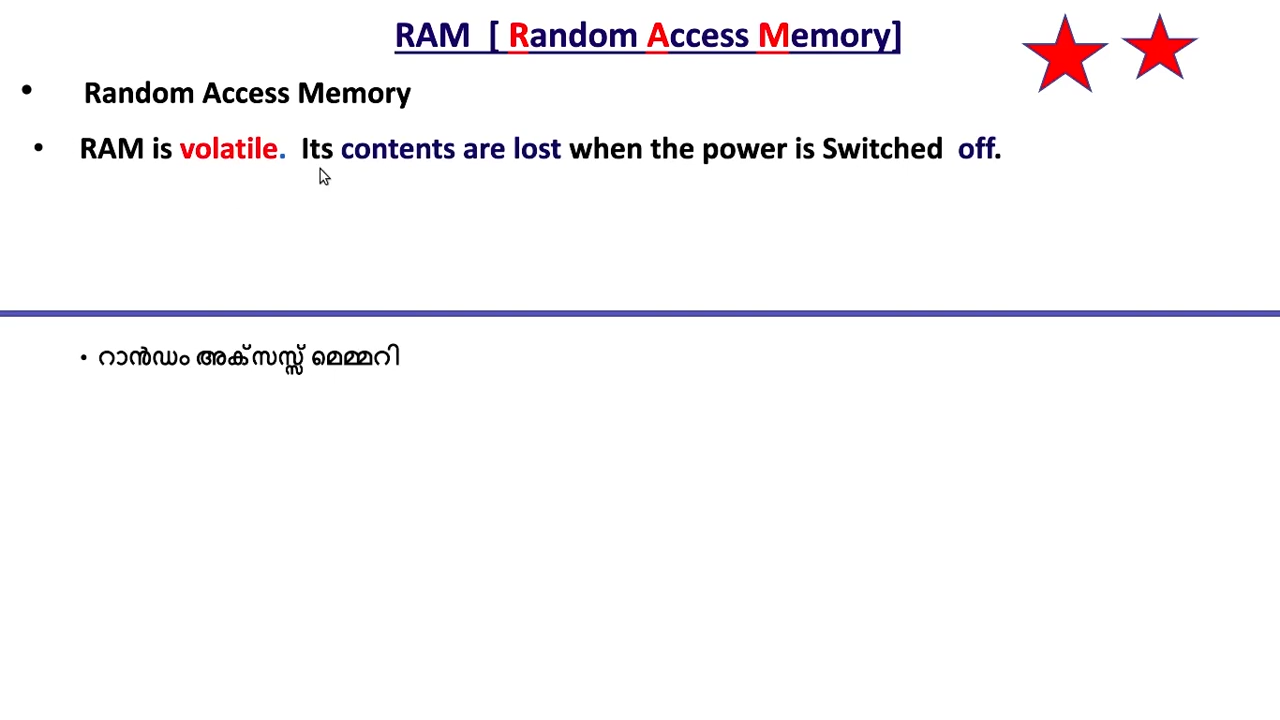 RAM [ Random Access Memory]
• Random Access Memory
• RAM is volatile. Its contents are lost when the power is Switched off.
• റാൻഡം അക്സസ്സ് മെമ്മറി